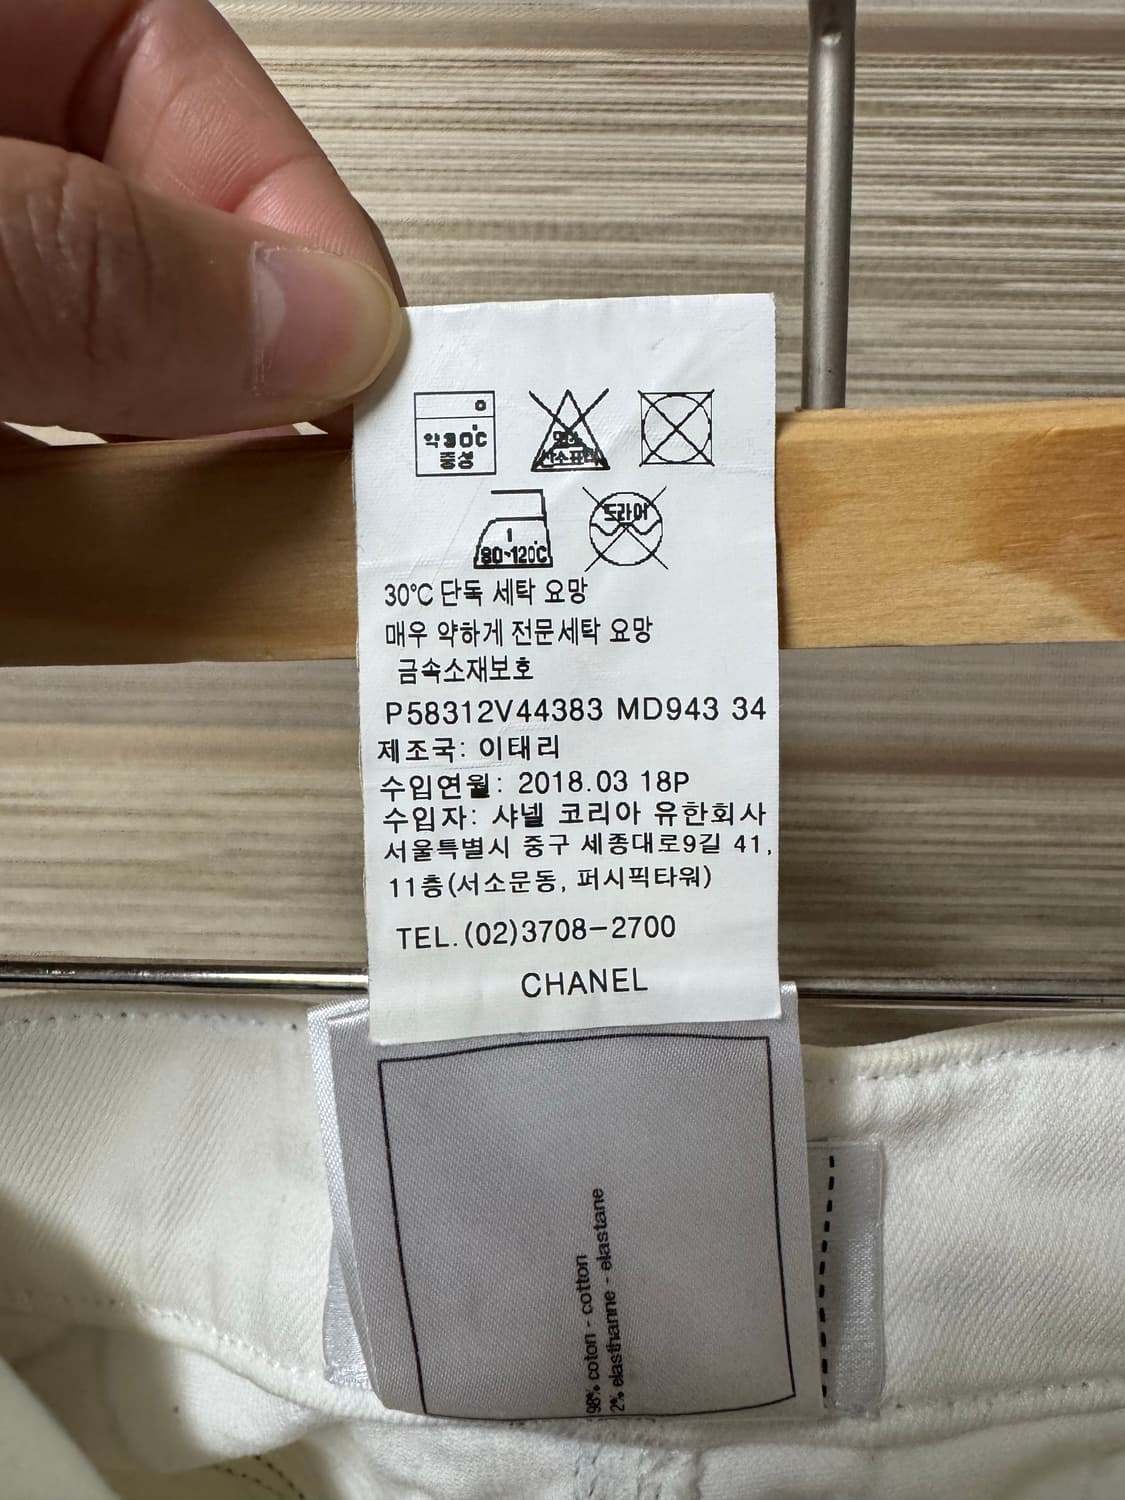 약30°C
중성
염소
산소표백
1
80~120°C
드라이
30℃ 단독 세탁 요망
매우 약하게 전문세탁 요망
금속소재보호
P58312V44383 MD943 34
제조국: 이태리
수입연월: 2018.03 18P
수입자: 샤넬 코리아 유한회사
서울특별시 중구 세종대로9길 41,
11층(서소문동, 퍼시픽타워)
TEL.(02)3708-2700
CHANEL
98% coton - cotton
2% elasthanne - elastane